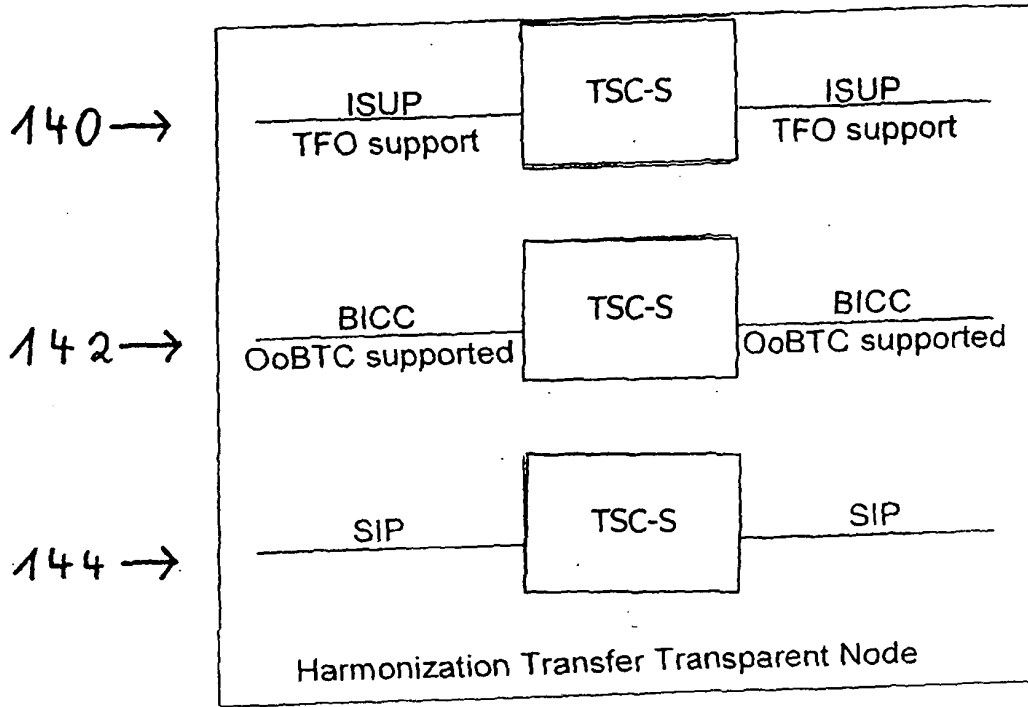 140→
ISUP
TFO support
TSC-S
ISUP
TFO support
142→
BICC
OoBTC supported
TSC-S
BICC
OoBTC supported
144→
SIP
TSC-S
SIP
Harmonization Transfer Transparent Node